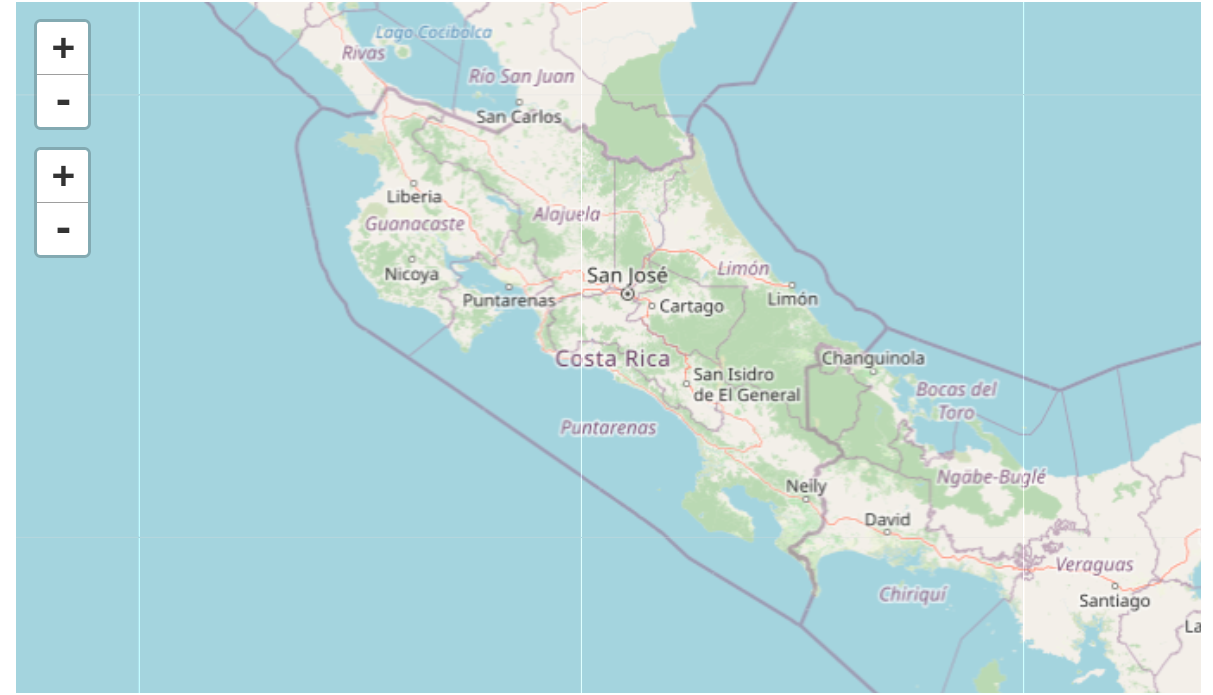 +
-
+
-
Lago Cocibolca
Rivas
Río San Juan
San Carlos
Liberia
Alajuela
Guanacaste
Nicoya
San José
Limón
Puntarenas
Cartago
Limón
Costa Rica
Changuinola
San Isidro
de El General
Bocas del
Toro
Puntarenas
Ngäbe-Buglé
Neily
David
Veraguas
Chiriquí
Santiago
La